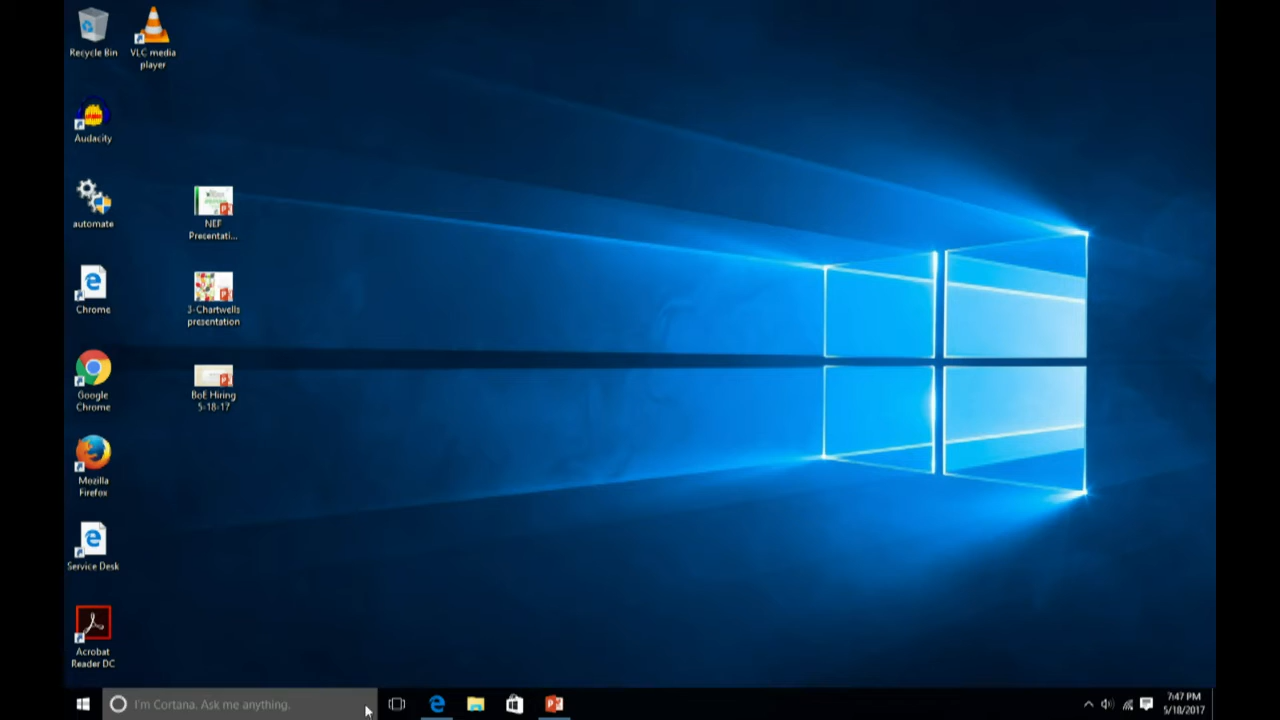 Recycle Bin
VLC media
player
Audacity
automate
NEF
Presentati...
Chrome
3-Chartwells
presentation
Google
Chrome
BoE Hiring
5-18-17
Mozilla
Firefox
Service Desk
Acrobat
Reader DC
I'm Cortana. Ask me anything.
7:47 PM
5/18/2017